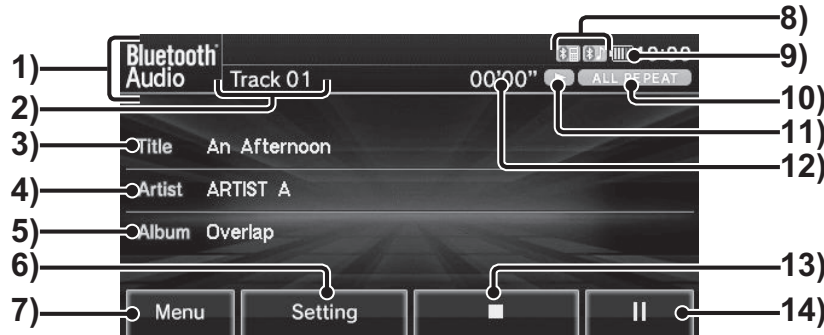 8)
Bluetooth
Audio
1)
9)
Track 01
00'00"
ALL REPEAT
2)
10)
11)
3)
Title An Afternoon
12)
4)
Artist ARTIST A
5)
Album Overlap
6)
13)
7)
Menu
Setting
14)